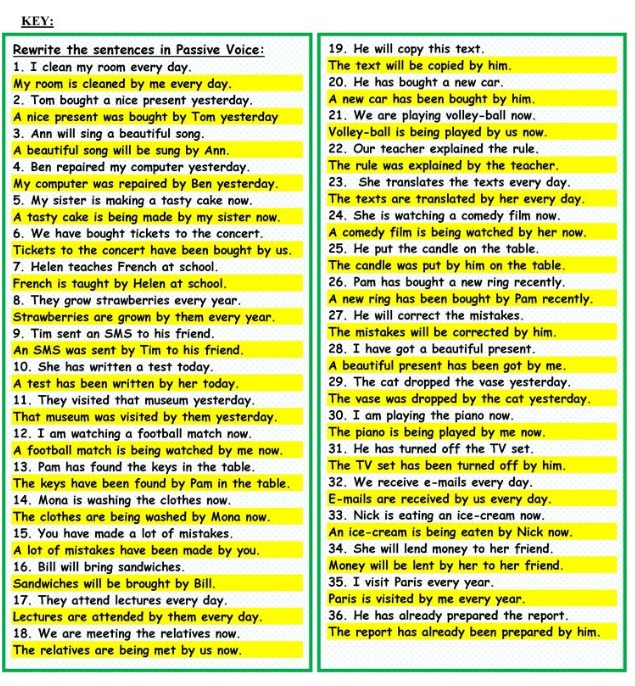 KEY:
Rewrite the sentences in Passive Voice:
1. I clean my room every day.
My room is cleaned by me every day.
2. Tom bought a nice present yesterday.
A nice present was bought by Tom yesterday
3. Ann will sing a beautiful song.
A beautiful song will be sung by Ann.
4. Ben repaired my computer yesterday.
My computer was repaired by Ben yesterday.
5. My sister is making a tasty cake now.
A tasty cake is being made by my sister now.
6. We have bought tickets to the concert.
Tickets to the concert have been bought by us.
7. Helen teaches French at school.
French is taught by Helen at school.
8. They grow strawberries every year.
Strawberries are grown by them every year.
9. Tim sent an SMS to his friend.
An SMS was sent by Tim to his friend.
10. She has written a test today.
A test has been written by her today.
11. They visited that museum yesterday.
That museum was visited by them yesterday.
12. I am watching a football match now.
A football match is being watched by me now.
13. Pam has found the keys in the table.
The keys have been found by Pam in the table.
14. Mona is washing the clothes now.
The clothes are being washed by Mona now.
15. You have made a lot of mistakes.
A lot of mistakes have been made by you.
16. Bill will bring sandwiches.
Sandwiches will be brought by Bill.
17. They attend lectures every day.
Lectures are attended by them every day.
18. We are meeting the relatives now.
The relatives are being met by us now.
19. He will copy this text.
The text will be copied by him.
20. He has bought a new car.
A new car has been bought by him.
21. We are playing volley-ball now.
Volley-ball is being played by us now.
22. Our teacher explained the rule.
The rule was explained by the teacher.
23. She translates the texts every day.
The texts are translated by her every day.
24. She is watching a comedy film now.
A comedy film is being watched by her now.
25. He put the candle on the table.
The candle was put by him on the table.
26. Pam has bought a new ring recently.
A new ring has been bought by Pam recently.
27. He will correct the mistakes.
The mistakes will be corrected by him.
28. I have got a beautiful present.
A beautiful present has been got by me.
29. The cat dropped the vase yesterday.
The vase was dropped by the cat yesterday.
30. I am playing the piano now.
The piano is being played by me now.
31. He has turned off the TV set.
The TV set has been turned off by him.
32. We receive e-mails every day.
E-mails are received by us every day.
33. Nick is eating an ice-cream now.
An ice-cream is being eaten by Nick now.
34. She will lend money to her friend.
Money will be lent by her to her friend.
35. I visit Paris every year.
Paris is visited by me every year.
36. He has already prepared the report.
The report has already been prepared by him.